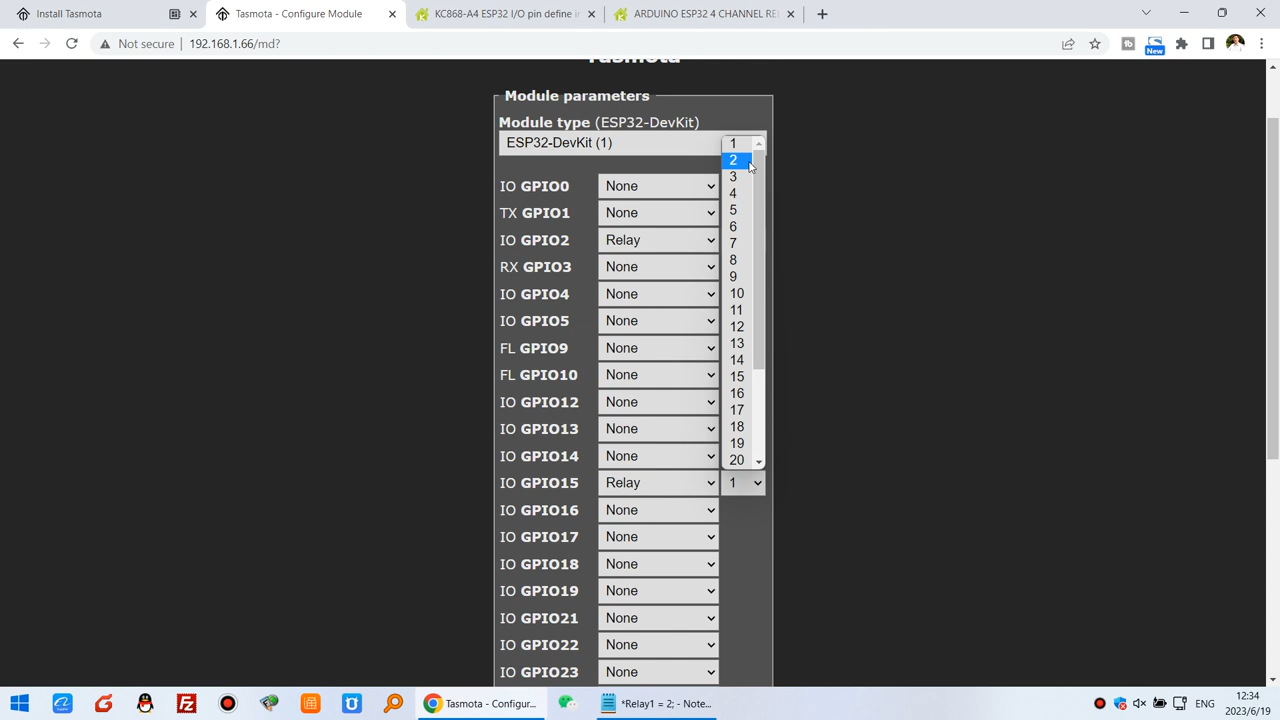 Install Tasmota
Tasmota - Configure Module
KC868-A4 ESP32 I/O pin define in
ARDUINO ESP32 4 CHANNEL REL
Not secure 192.168.1.66/md?
New
Tasmota
Module parameters
Module type (ESP32-DevKit)
ESP32-DevKit (1)
1
2
3
4
5
6
7
8
9
10
11
12
13
14
15
16
17
18
19
20
IO GPIO0 None
TX GPIO1 None
IO GPIO2 Relay
RX GPIO3 None
IO GPIO4 None
IO GPIO5 None
FL GPIO9 None
FL GPIO10 None
IO GPIO12 None
IO GPIO13 None
IO GPIO14 None
IO GPIO15 Relay 1
IO GPIO16 None
IO GPIO17 None
IO GPIO18 None
IO GPIO19 None
IO GPIO21 None
IO GPIO22 None
IO GPIO23 None
Tasmota - Configur...
*Relay1 = 2; - Note...
ENG
12:34
2023/6/19